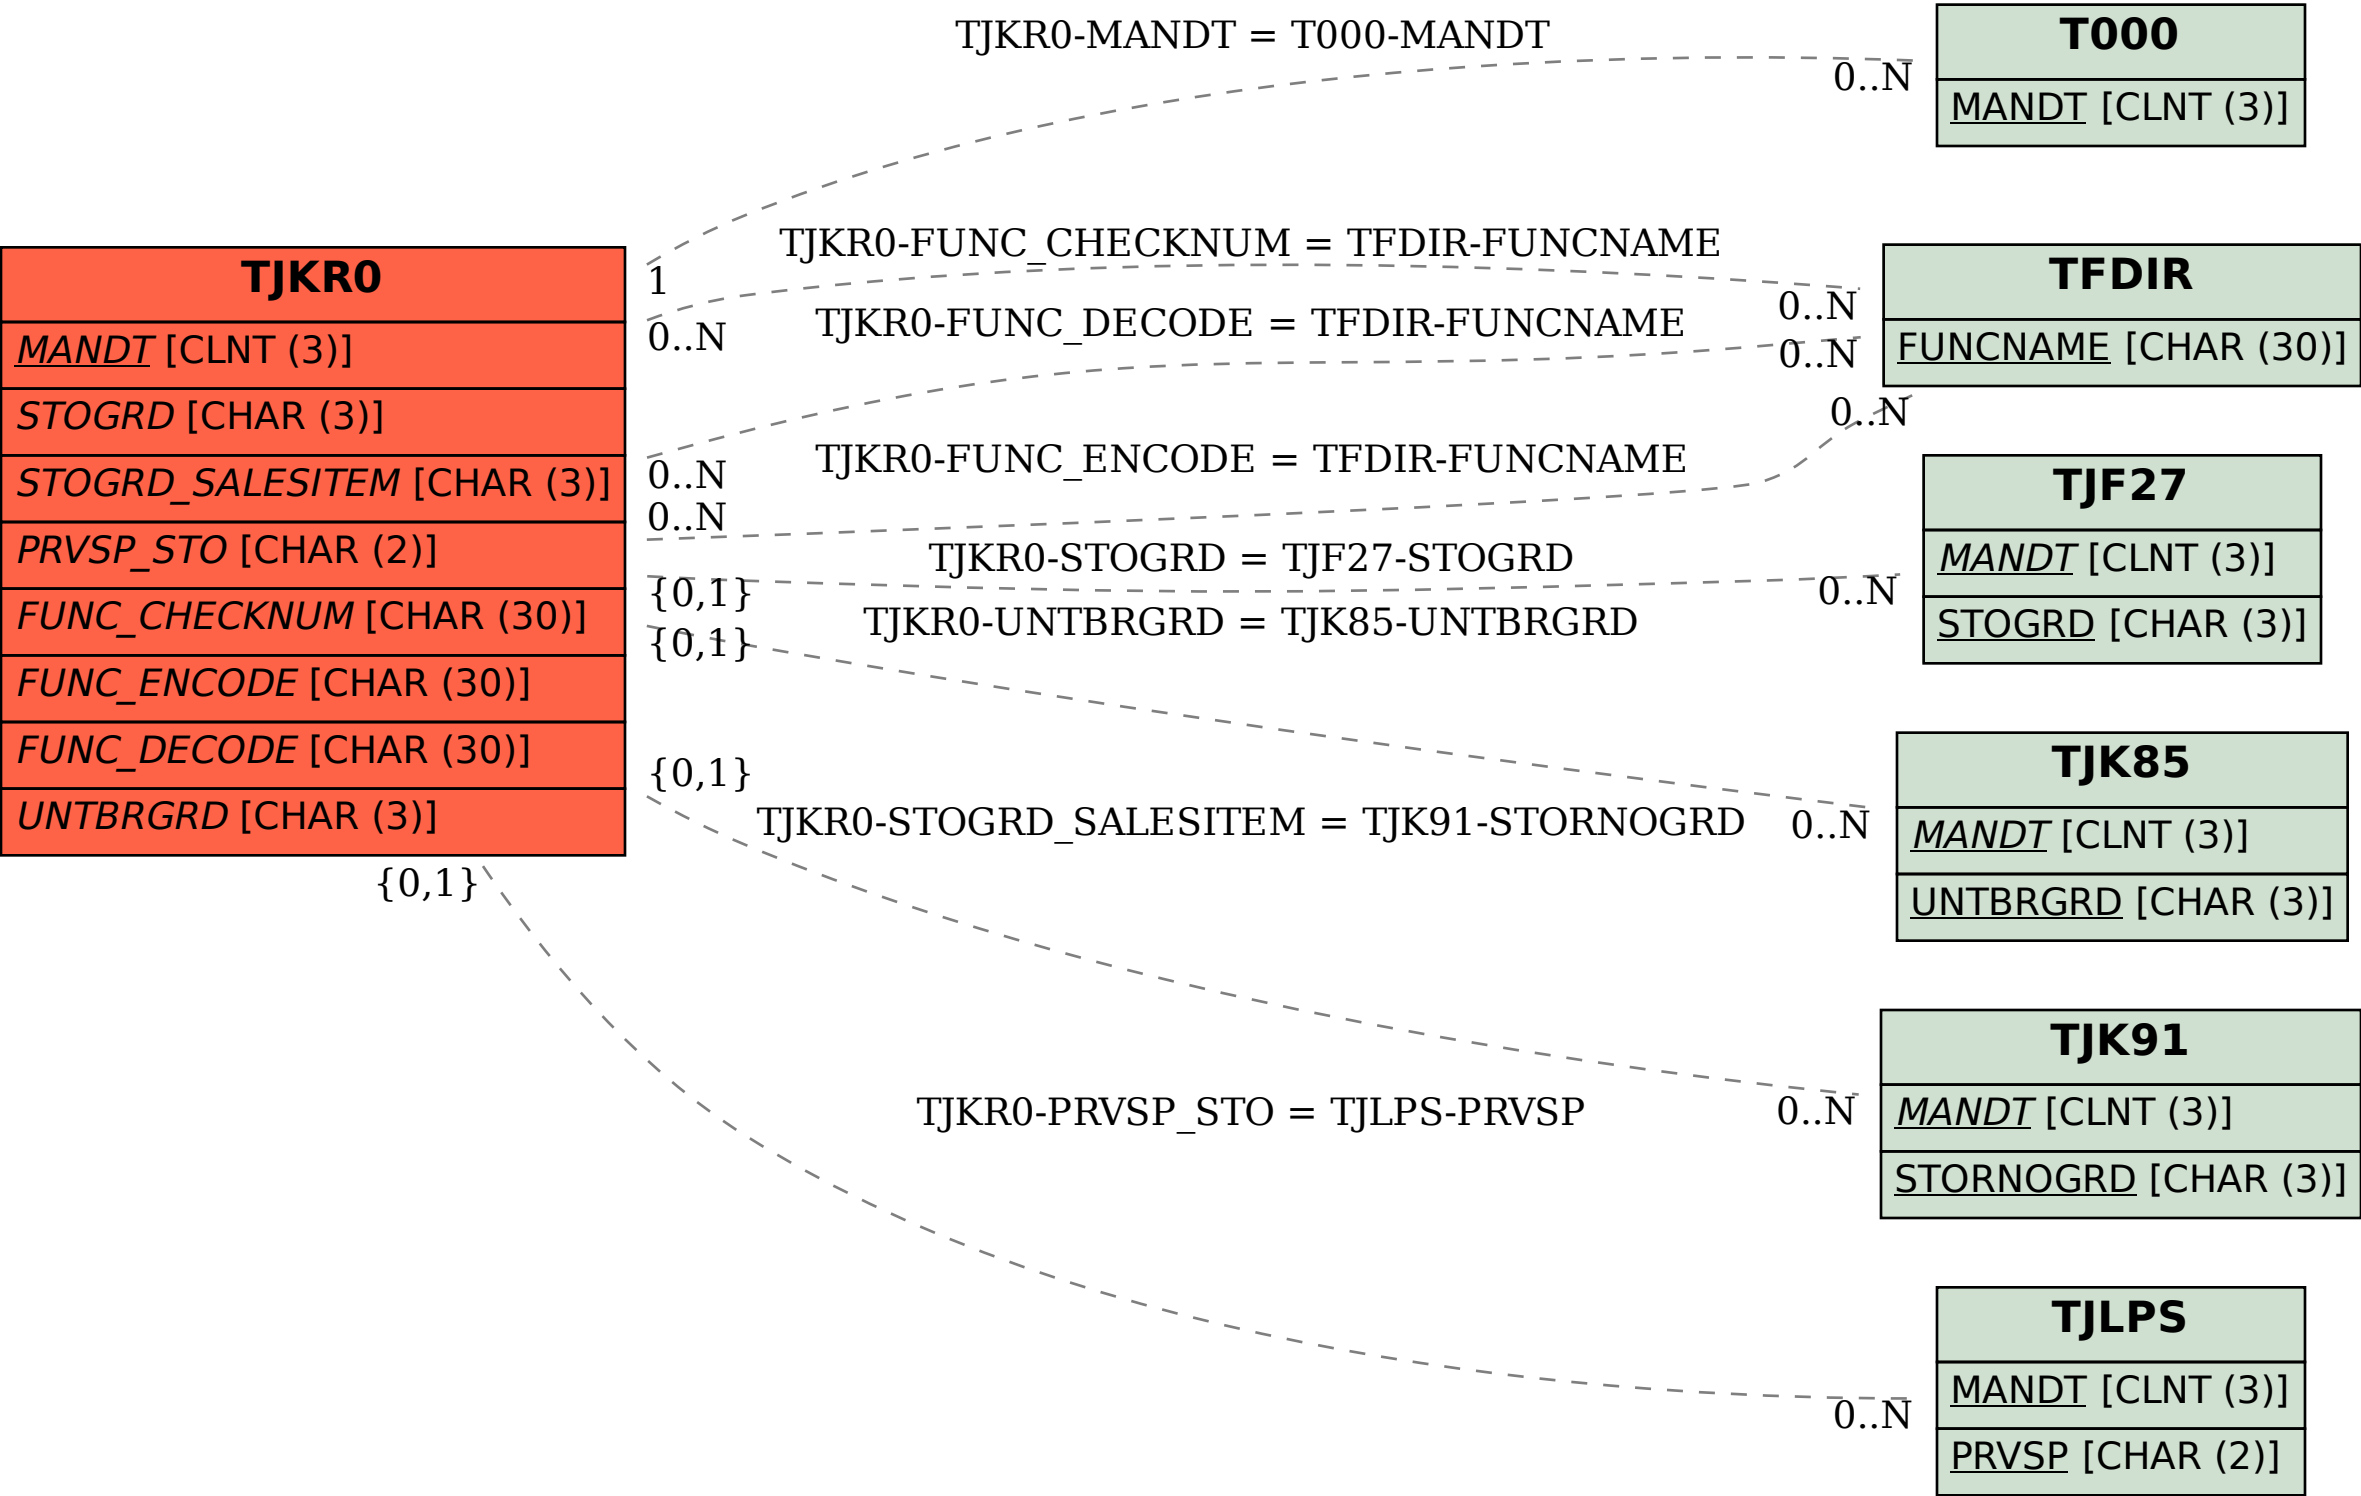 TJKR0-MANDT = T000-MANDT
T000
0..N
MANDT [CLNT (3)]
TJKR0
MANDT [CLNT (3)]
STOGRD [CHAR (3)]
STOGRD_SALESITEM [CHAR (3)]
PRVSP_STO [CHAR (2)]
FUNC_CHECKNUM [CHAR (30)]
FUNC_ENCODE [CHAR (30)]
FUNC_DECODE [CHAR (30)]
UNTBRGRD [CHAR (3)]
1
TJKR0-FUNC_CHECKNUM = TFDIR-FUNCNAME
0..N
0..N
TJKR0-FUNC_DECODE = TFDIR-FUNCNAME
0..N
0..N
TFDIR
FUNCNAME [CHAR (30)]
TJKR0-FUNC_ENCODE = TFDIR-FUNCNAME
0..N
0..N
TJKR0-STOGRD = TJF27-STOGRD
{0,1}
0..N
TJF27
MANDT [CLNT (3)]
STOGRD [CHAR (3)]
TJKR0-UNTBRGRD = TJK85-UNTBRGRD
{0,1}
0..N
TJK85
MANDT [CLNT (3)]
UNTBRGRD [CHAR (3)]
{0,1}
TJKR0-STOGRD_SALESITEM = TJK91-STORNOGRD
0..N
TJK91
MANDT [CLNT (3)]
STORNOGRD [CHAR (3)]
{0,1}
TJKR0-PRVSP_STO = TJLPS-PRVSP
0..N
TJLPS
MANDT [CLNT (3)]
PRVSP [CHAR (2)]